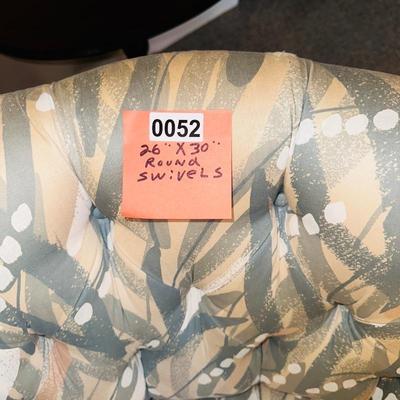 0052
26" X 30"
ROUND
SWIVELS